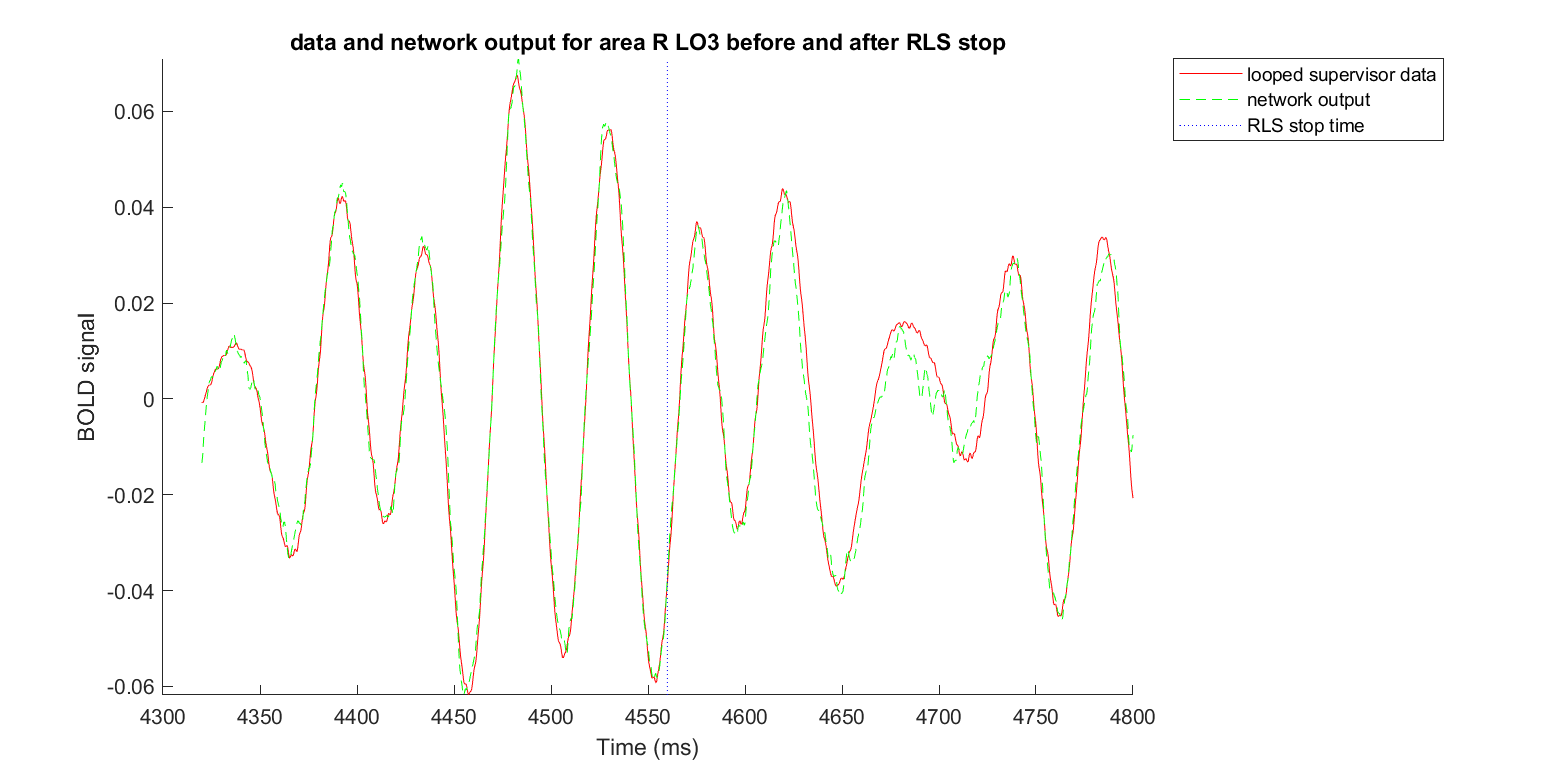 data and network output for area R LO3 before and after RLS stop
looped supervisor data
network output
RLS stop time
BOLD signal
0.06
0.04
0.02
0
-0.02
-0.04
-0.06
4300 4350 4400 4450 4500 4550 4600 4650 4700 4750 4800
Time (ms)